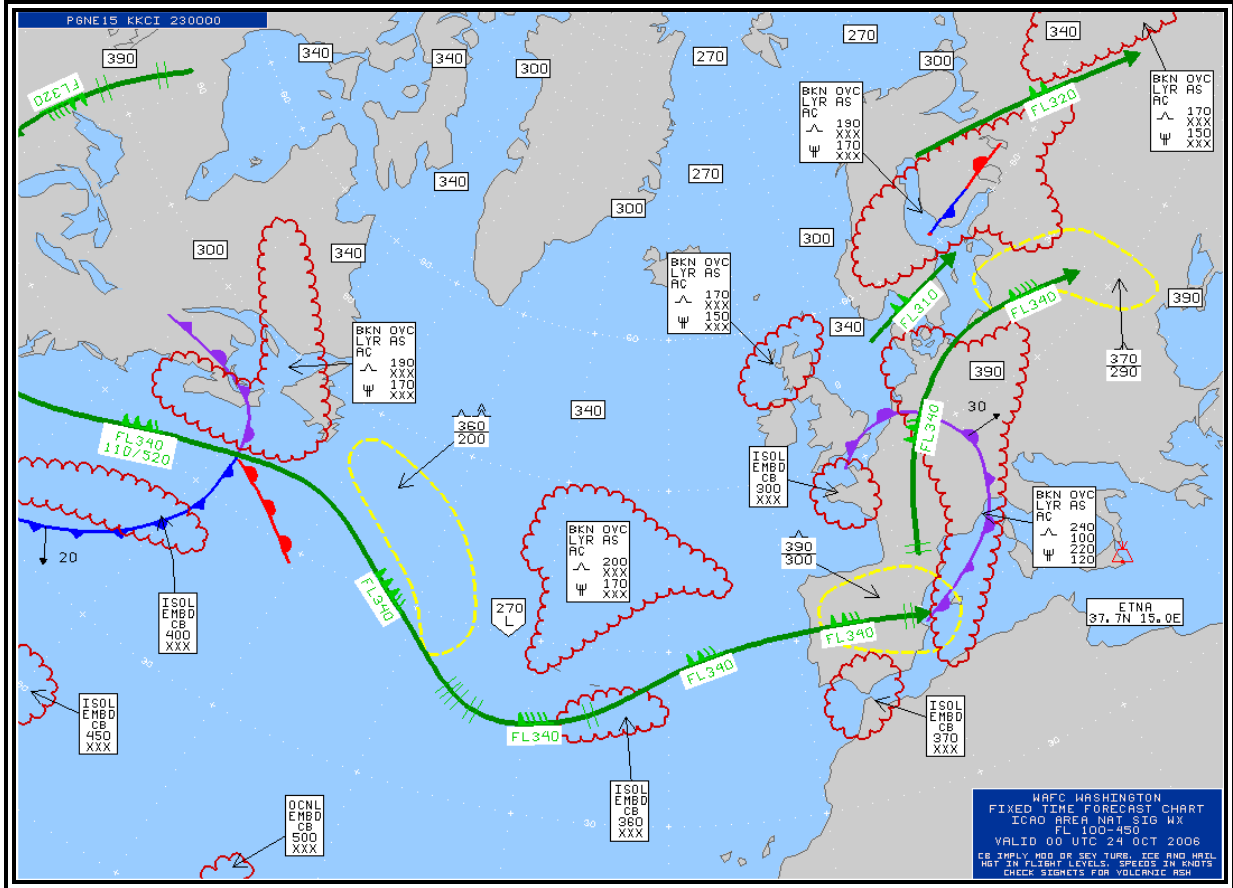 PGNE15 KKCI 230000
390
340
340
300
270
270
300
340
FL320
FL320
BKN OVC
LYR AS
AC
190
XXX
170
XXX
BKN OVC
LYR AS
AC
170
XXX
150
XXX
340
270
300
300
300
340
BKN OVC
LYR AS
AC
170
XXX
150
XXX
FL310
FL340
390
340
370
290
BKN OVC
LYR AS
AC
190
XXX
170
XXX
390
340
30
360
200
FL340
FL340
11D/520
ISOL
EMBD
CB
300
XXX
BKN OVC
LYR AS
AC
240
100
220
120
BKN OVC
LYR AS
AC
200
XXX
170
XXX
390
300
20
FL340
270
L
ISOL
EMBD
CB
400
XXX
ETNA
37.7N 15.0E
FL340
FL340
ISOL
EMBD
CB
450
XXX
ISOL
EMBD
CB
370
XXX
FL340
ISOL
EMBD
CB
360
XXX
OCNL
EMBD
CB
500
XXX
60
60
60
60
30
30
30
0
WAFC WASHINGTON
FIXED TIME FORECAST CHART
ICAO AREA NAT SIG WX
FL 100-450
VALID 00 UTC 24 OCT 2006
CB IMPLY MOD OR SEV TURB. ICE AND HAIL
HGT IN FLIGHT LEVELS. SPEEDS IN KNOTS
CHECK SIGMETS FOR VOLCANIC ASH